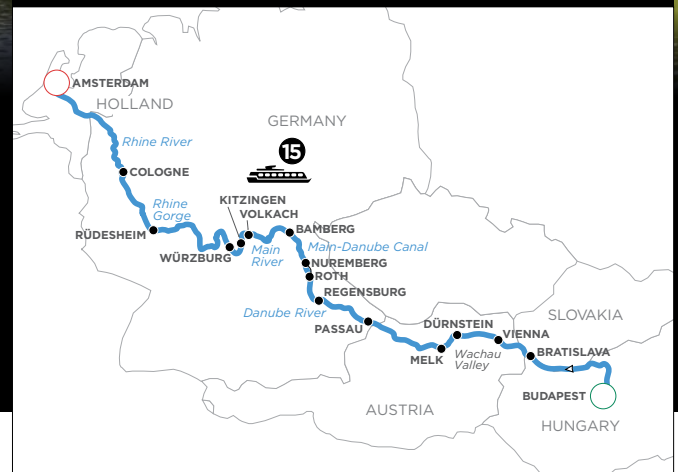 AMSTERDAM
HOLLAND
GERMANY
Rhine River
15
COLOGNE
Rhine
Gorge
KITZINGEN
VOLKACH
RÜDESHEIM
BAMBERG
WÜRZBURG
Main
River
Main-Danube Canal
NUREMBERG
ROTH
REGENSBURG
Danube River
PASSAU
DÜRNSTEIN
VIENNA
SLOVAKIA
MELK
Wachau
Valley
BRATISLAVA
BUDAPEST
AUSTRIA
HUNGARY